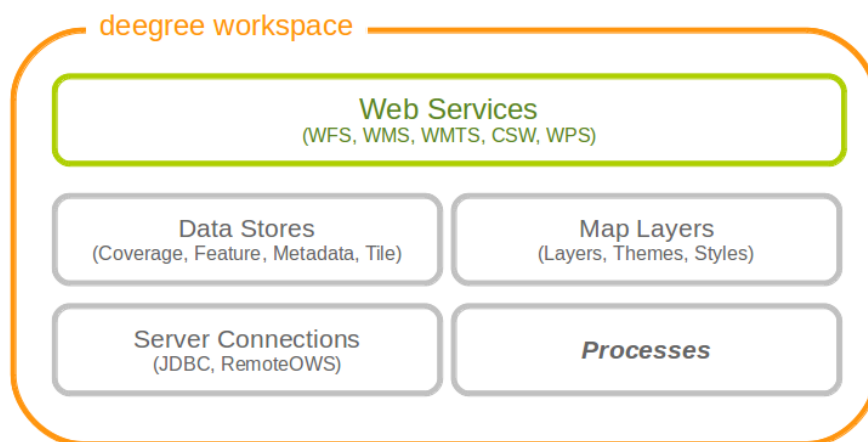 deegree workspace
Web Services
(WFS, WMS, WMTS, CSW, WPS)
Data Stores
(Coverage, Feature, Metadata, Tile)
Map Layers
(Layers, Themes, Styles)
Server Connections
(JDBC, RemoteOWS)
Processes